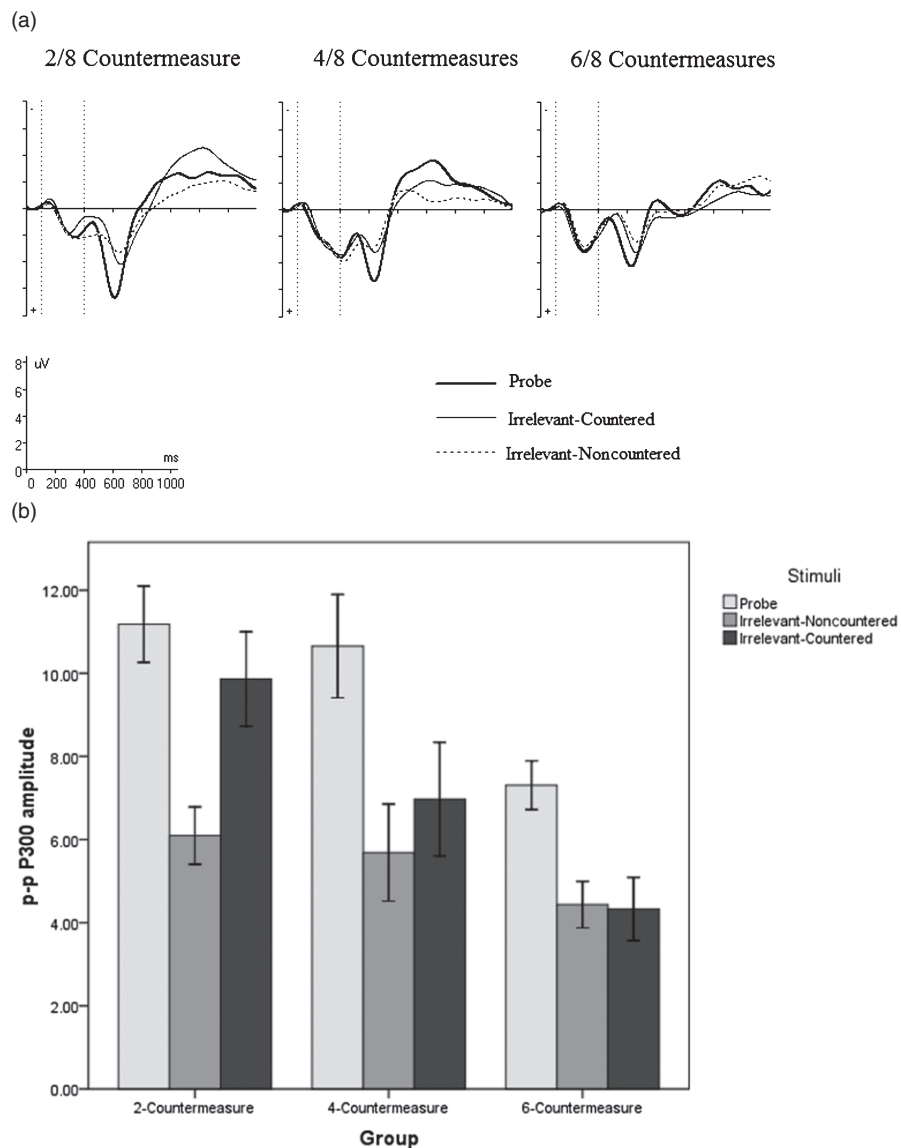 (a)
2/8 Countermeasure
4/8 Countermeasures
6/8 Countermeasures
- - -
+ + +
8 uV
6
4
2
0 ms
0 200 400 600 800 1000
Probe
Irrelevant-Countered
Irrelevant-Noncountered
(b)
12.00
10.00
8.00
6.00
4.00
2.00
0.00
p-p P300 amplitude
2-Countermeasure
4-Countermeasure
6-Countermeasure
Group
Stimuli
Probe
Irrelevant-Noncountered
Irrelevant-Countered